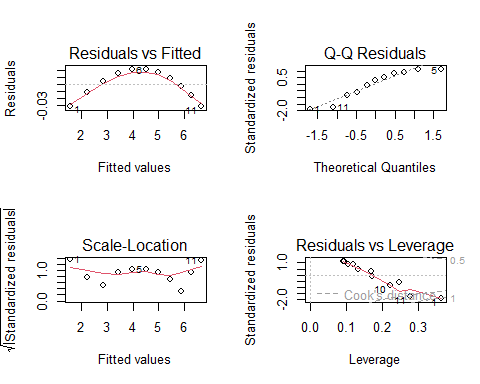 Residuals vs Fitted
Residuals
-0.03
1
6
11
2 3 4 5 6
Fitted values
Q-Q Residuals
Standardized residuals
-2.0 0.5
1
11
5
-1.5 -0.5 0.5 1.5
Theoretical Quantiles
Scale-Location
√|Standardized residuals|
0.0 1.0
1
5
11
2 3 4 5 6
Fitted values
Residuals vs Leverage
Standardized residuals
-2.0 1.0
10
Cook's distance
0.5
1
0.0 0.1 0.2 0.3
Leverage